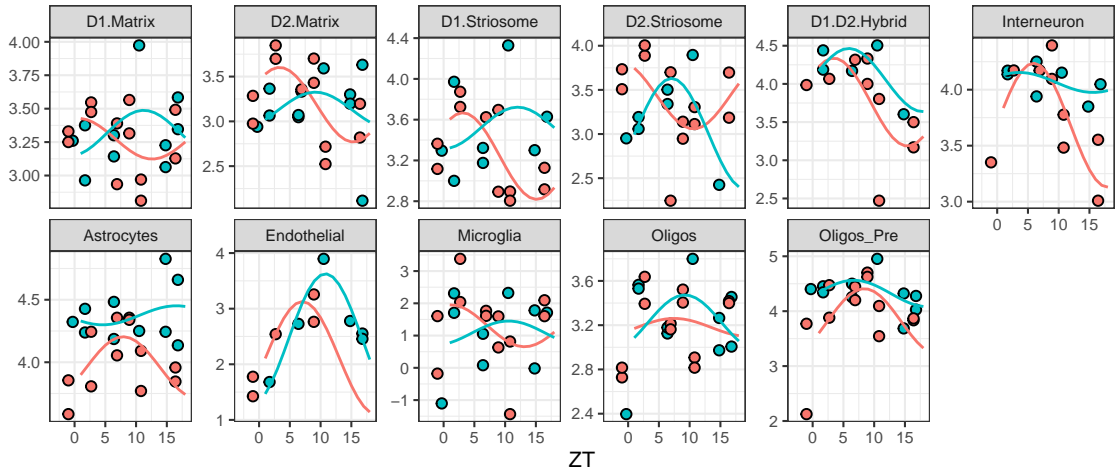 D1.Matrix D2.Matrix D1.Striosome D2.Striosome D1.D2.Hybrid Interneuron
4.00 3.75 3.50 3.25 3.00
3.5 3.0 2.5
4.4 4.0 3.6 3.2 2.8
4.0 3.5 3.0 2.5
4.5 4.0 3.5 3.0 2.5
4.0 3.5 3.0
0 5 10 15
Astrocytes Endothelial Microglia Oligos Oligos_Pre
4.5 4.0
4 3 2 1
3 2 1 0 −1
3.6 3.2 2.8 2.4
5 4 3 2
0 5 10 15 0 5 10 15 0 5 10 15 0 5 10 15 0 5 10 15
ZT